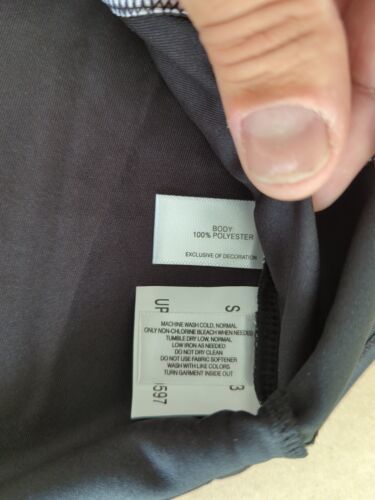 BODY
100% POLYESTER
EXCLUSIVE OF DECORATION
S
UP
MACHINE WASH COLD, NORMAL
ONLY NON-CHLORINE BLEACH WHEN NEEDED
TUMBLE DRY LOW, NORMAL
LOW IRON AS NEEDED
DO NOT DRY CLEAN
DO NOT USE FABRIC SOFTENER
WASH WITH LIKE COLORS
TURN GARMENT INSIDE OUT
3
597